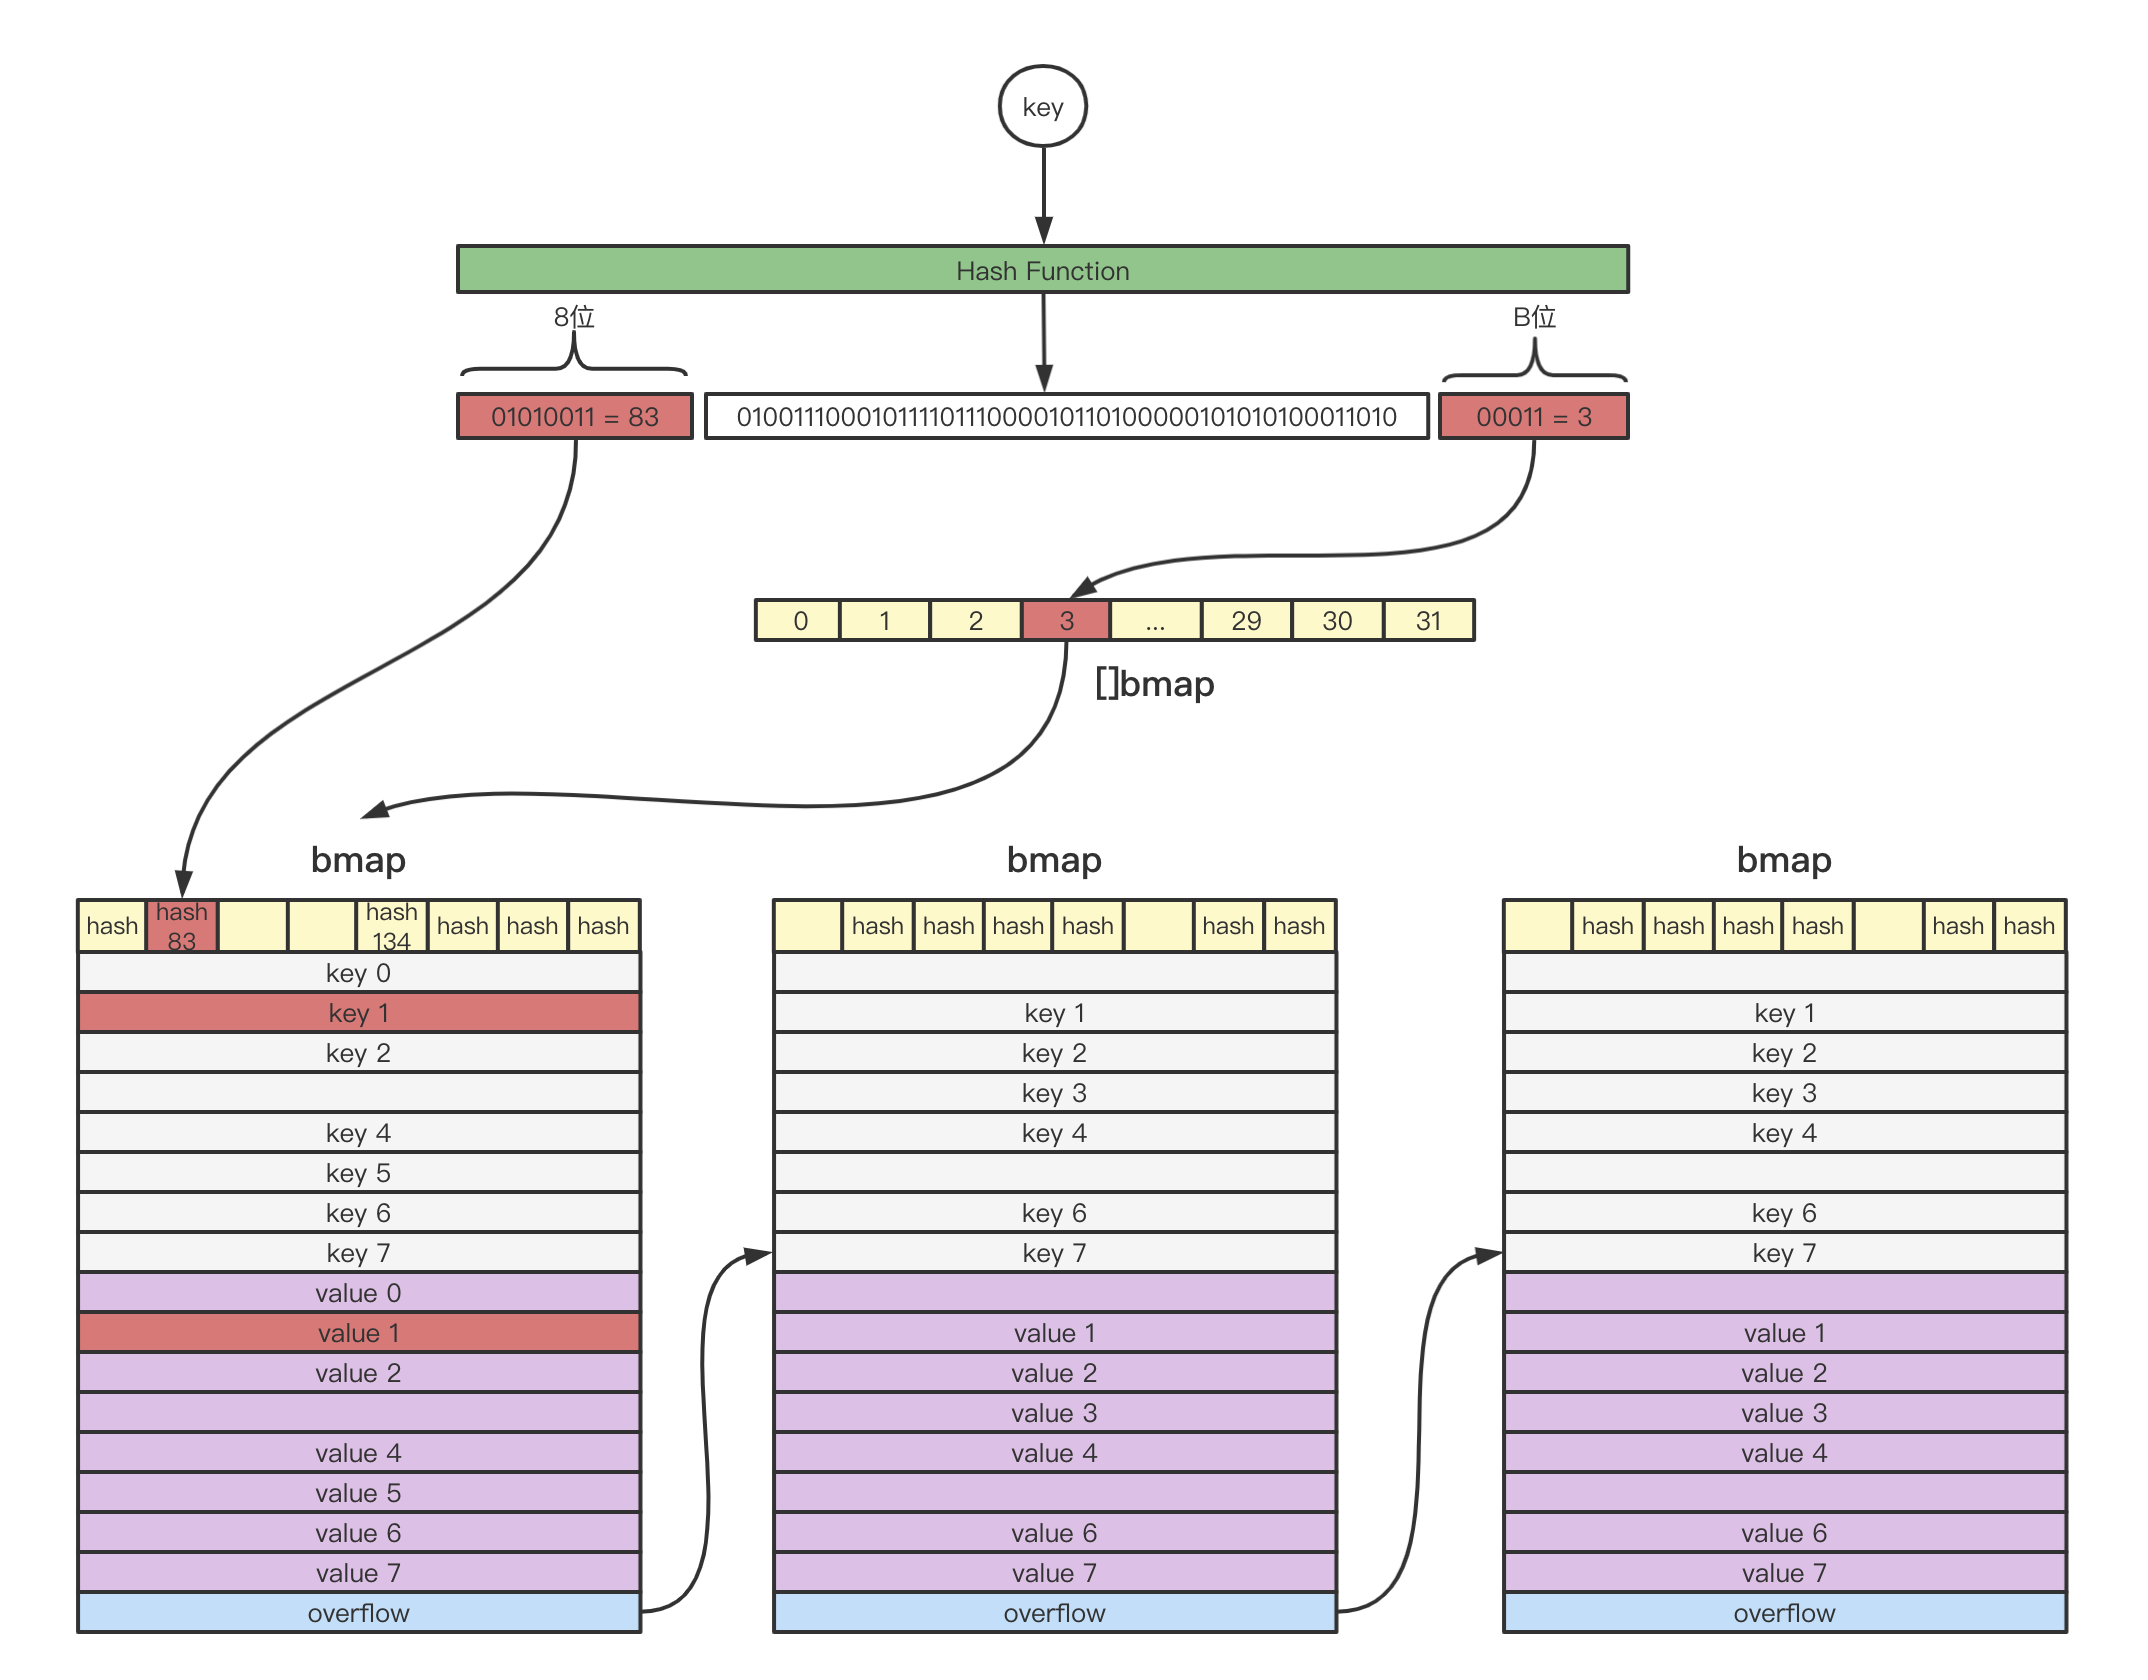 key
Hash Function
8位
B位
01010011 = 83
0100111000101111011100001011010000010101010001101​0
00011 = 3
0
1
2
3
...
29
30
31
[]bmap
bmap
bmap
bmap
hash
hash
83
hash
134
hash
hash
hash
key 0
key 1
key 2
key 4
key 5
key 6
key 7
value 0
value 1
value 2
value 4
value 5
value 6
value 7
overflow
hash
hash
hash
hash
hash
hash
key 1
key 2
key 3
key 4
key 6
key 7
value 1
value 2
value 3
value 4
value 6
value 7
overflow
hash
hash
hash
hash
hash
hash
key 1
key 2
key 3
key 4
key 6
key 7
value 1
value 2
value 3
value 4
value 6
value 7
overflow